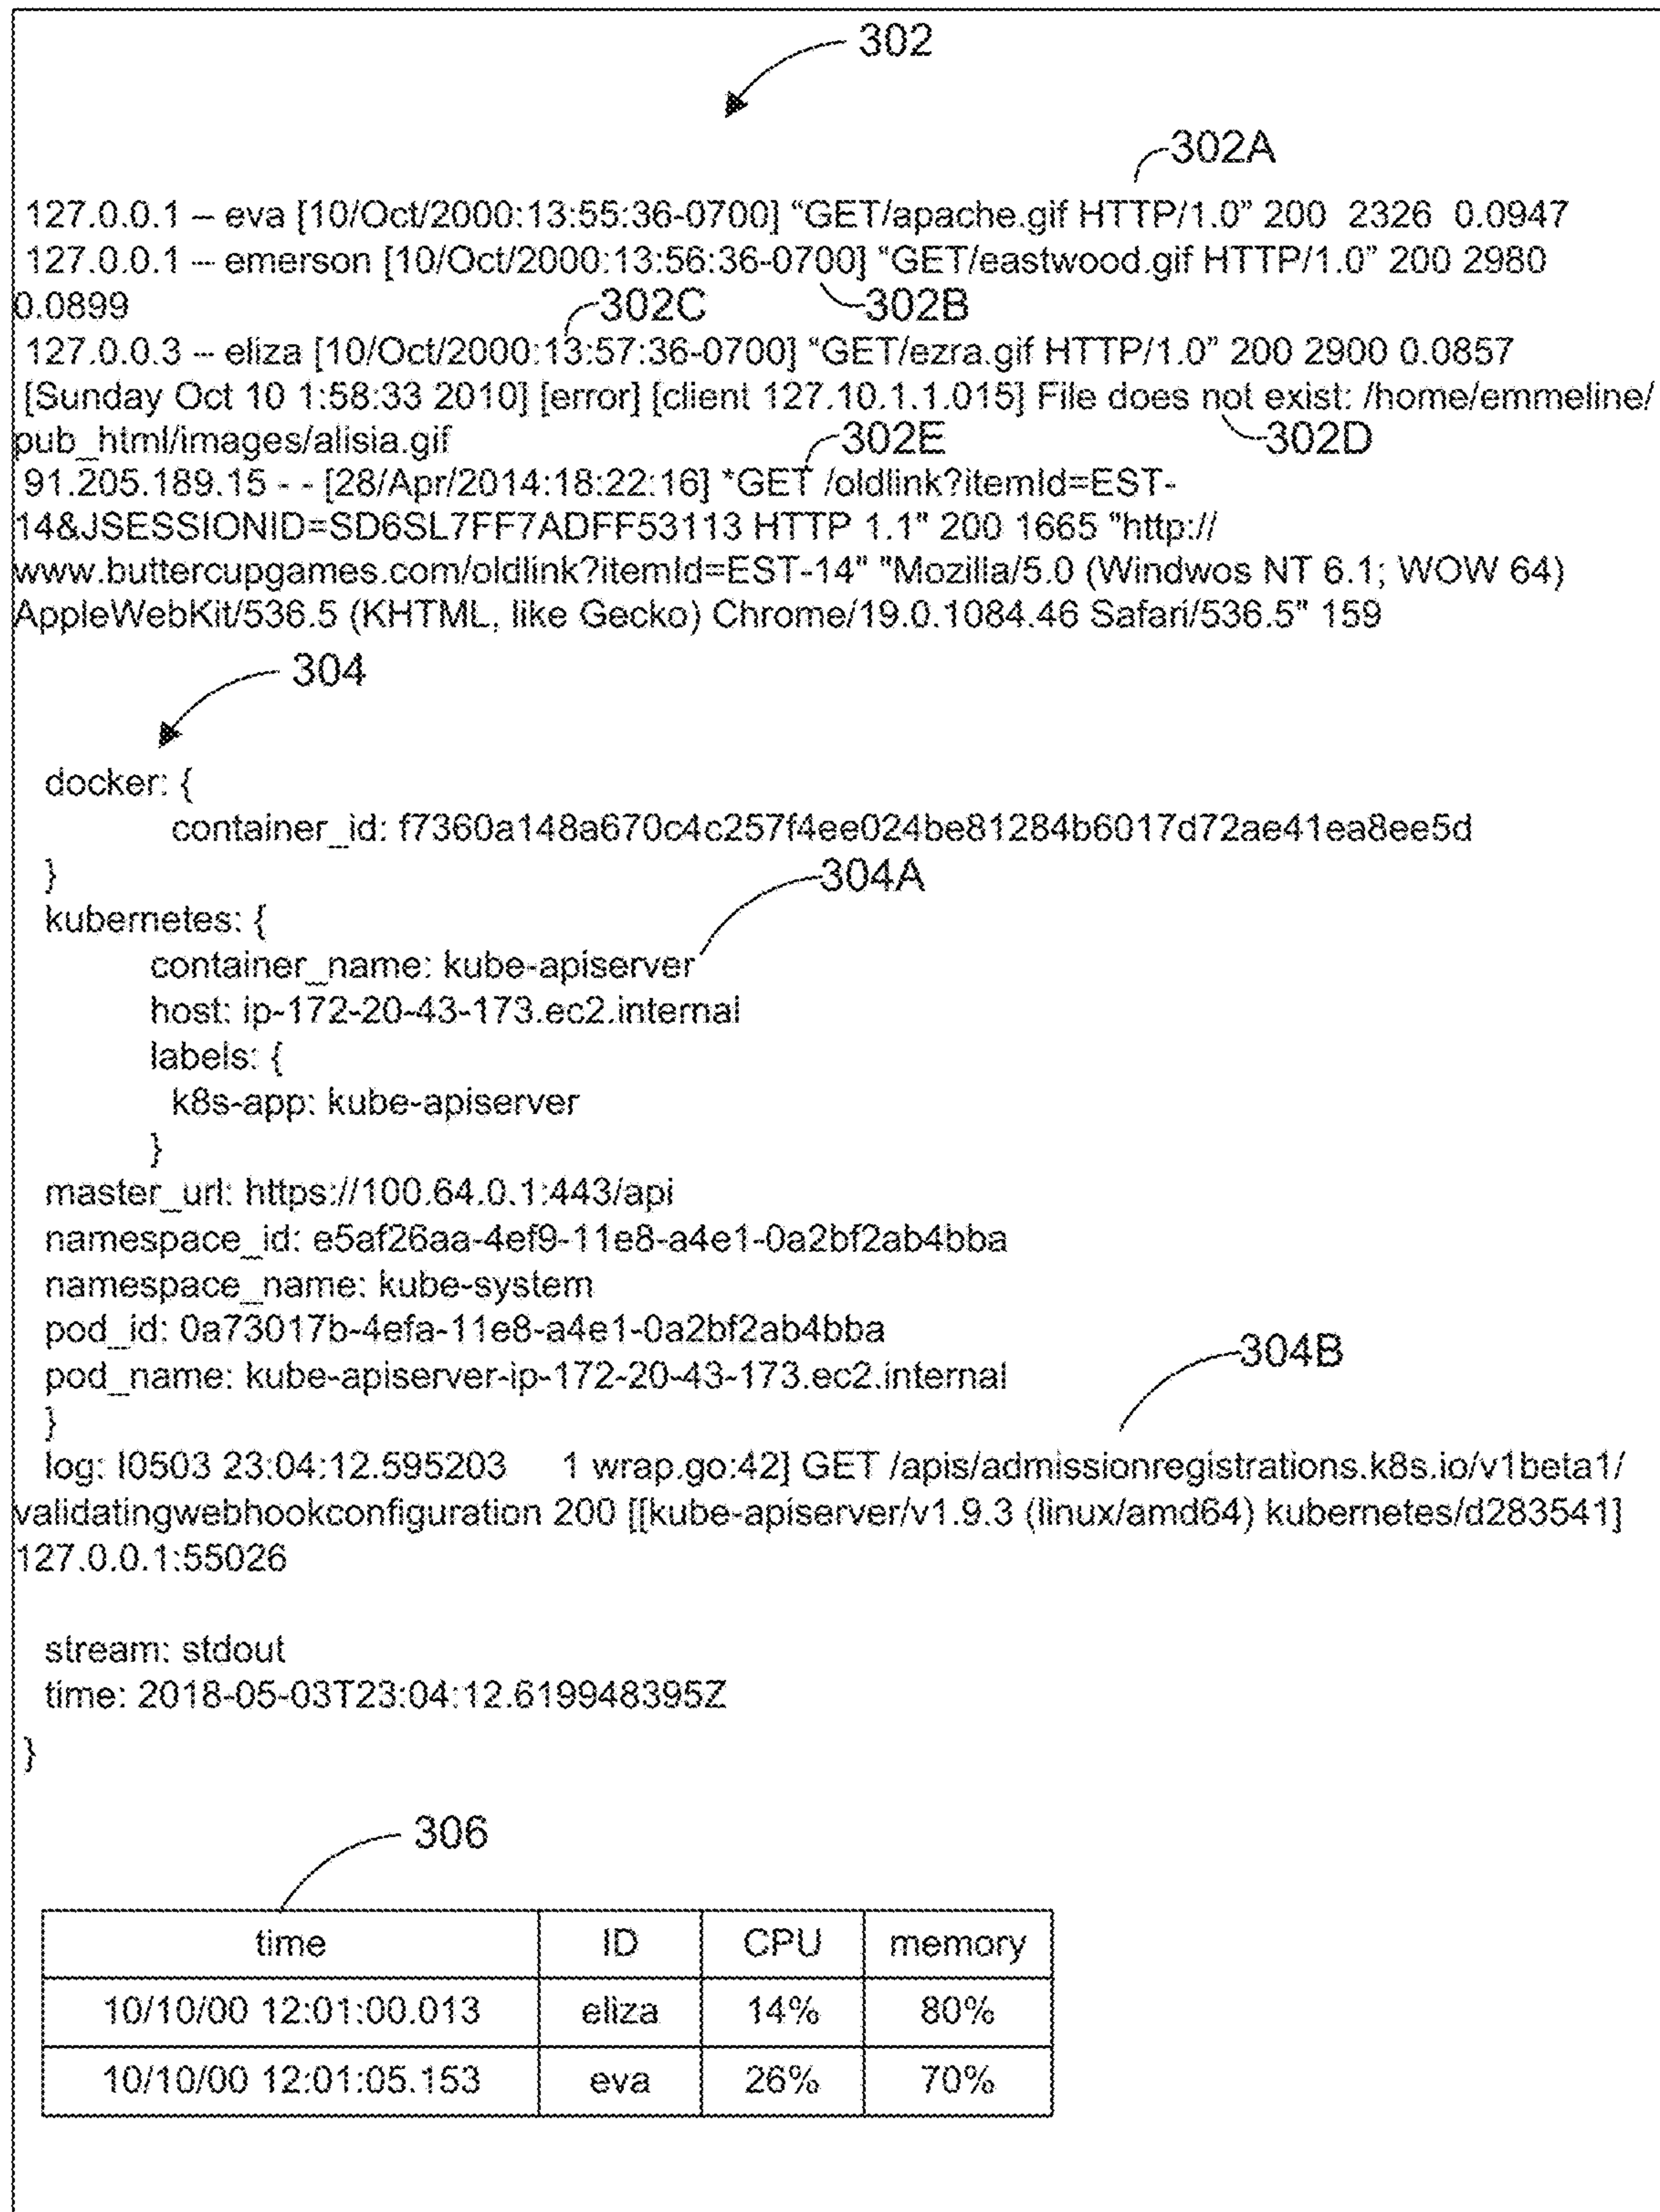 302
302A
127.0.0.1 – eva [10/Oct/2000:13:55:36-0700] “GET/apache.gif HTTP/1.0” 200 2326 0.0947
127.0.0.1 – emerson [10/Oct/2000:13:56:36-0700] “GET/eastwood.gif HTTP/1.0” 200 2980
0.0899
302C
302B
127.0.0.3 – eliza [10/Oct/2000:13:57:36-0700] “GET/ezra.gif HTTP/1.0” 200 2900 0.0857
[Sunday Oct 10 1:58:33 2010] [error] [client 127.10.1.1.015] File does not exist: /home/emmeline/
pub_html/images/alisia.gif
302E
302D
91.205.189.15 - - [28/Apr/2014:18:22:16] *GET /oldlink?itemId=EST-
14&JSESSIONID=SD6SL7FF7ADFF53113 HTTP 1.1" 200 1665 "http://
www.buttercupgames.com/oldlink?itemId=EST-14" "Mozilla/5.0 (Windwos NT 6.1; WOW 64)
AppleWebKit/536.5 (KHTML, like Gecko) Chrome/19.0.1084.46 Safari/536.5" 159
304
docker: {
container_id: f7360a148a670c4c257f4ee024be81284b6017d72ae41ea8ee5d
}
304A
kubernetes: {
container_name: kube-apiserver
host: ip-172-20-43-173.ec2.internal
labels: {
k8s-app: kube-apiserver
}
master_url: https://100.64.0.1:443/api
namespace_id: e5af26aa-4ef9-11e8-a4e1-0a2bf2ab4bba
namespace_name: kube-system
pod_id: 0a73017b-4efa-11e8-a4e1-0a2bf2ab4bba
304B
pod_name: kube-apiserver-ip-172-20-43-173.ec2.internal
}
log: I0503 23:04:12.595203 1 wrap.go:42] GET /apis/admissionregistrations.k8s.io/v1beta1/
validatingwebhookconfiguration 200 [[kube-apiserver/v1.9.3 (linux/amd64) kubernetes/d283541]
127.0.0.1:55026
stream: stdout
time: 2018-05-03T23:04:12.619948395Z
}
306
time ID CPU memory
10/10/00 12:01:00.013 eliza 14% 80%
10/10/00 12:01:05.153 eva 26% 70%